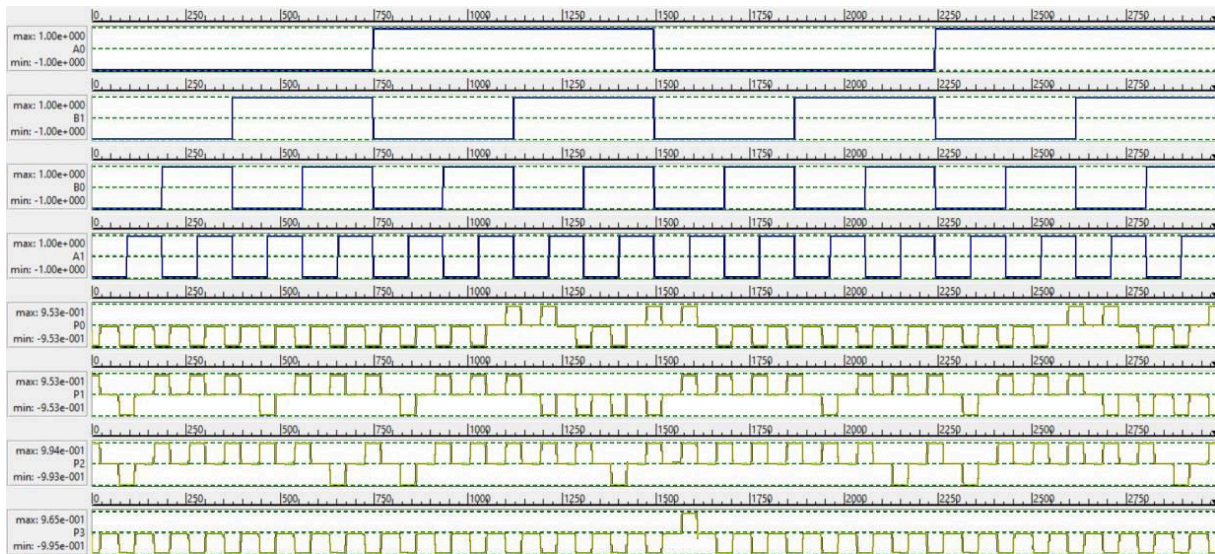 0 250 500 750 1000 1250 1500 1750 2000 2250 2500 2750
max: 1.00e+000
A0
min: -1.00e+000
0 250 500 750 1000 1250 1500 1750 2000 2250 2500 2750
max: 1.00e+000
B1
min: -1.00e+000
0 250 500 750 1000 1250 1500 1750 2000 2250 2500 2750
max: 1.00e+000
B0
min: -1.00e+000
0 250 500 750 1000 1250 1500 1750 2000 2250 2500 2750
max: 1.00e+000
A1
min: -1.00e+000
0 250 500 750 1000 1250 1500 1750 2000 2250 2500 2750
max: 9.53e-001
P0
min: -9.53e-001
0 250 500 750 1000 1250 1500 1750 2000 2250 2500 2750
max: 9.53e-001
P1
min: -9.53e-001
0 250 500 750 1000 1250 1500 1750 2000 2250 2500 2750
max: 9.94e-001
P2
min: -9.93e-001
0 250 500 750 1000 1250 1500 1750 2000 2250 2500 2750
max: 9.65e-001
P3
min: -9.95e-001